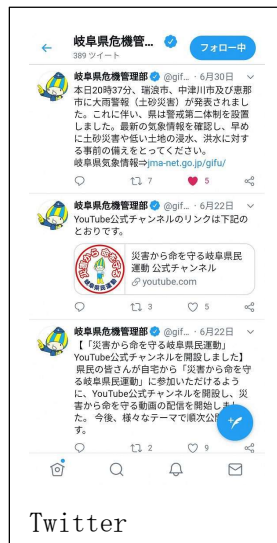 岐阜県危機管...
フォロー中
389 ツイート
岐阜県危機管理部 @gif... · 6月30日
本日20時37分、瑞浪市、中津川市及び恵那
市に大雨警報（土砂災害）が発表されまし
た。これに伴い、県は警戒第二体制を設置
しました。最新の気象情報を確認し、早め
に土砂災害や低い土地の浸水、洪水に対す
る事前の備えをとってください。
岐阜県気象情報⇒jma-net.go.jp/gifu/
7
5
岐阜県危機管理部 @gif... · 6月22日
YouTube公式チャンネルのリンクは下記の
とおりです。
災害から命を守る岐阜県民
運動 公式チャンネル
youtube.com
3
5
岐阜県危機管理部 @gif... · 6月22日
【「災害から命を守る岐阜県民運動」
YouTube公式チャンネルを開設しました】
県民の皆さんが自宅から「災害から命を守
る岐阜県民運動」に参加いただけるよう
に、YouTube公式チャンネルを開設し、災
害から命を守る動画の配信を開始しまし
た。今後、様々なテーマで順次公開
す。
2
9
Twitter